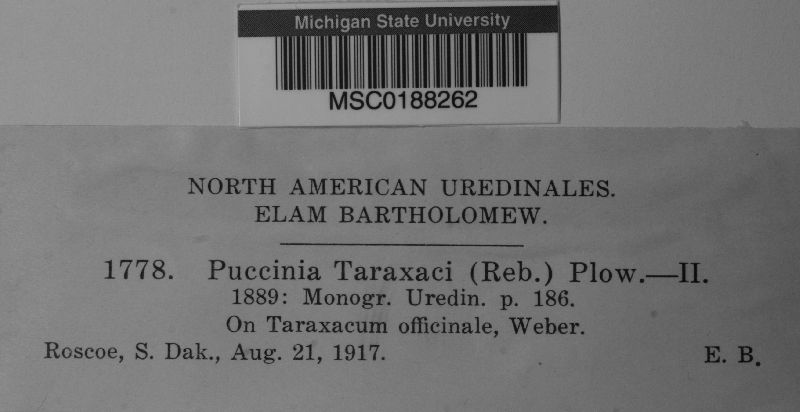 Michigan State University
MSC0188262
NORTH AMERICAN UREDINALES.
ELAM BARTHOLOMEW.
1778. Puccinia Taraxaci (Reb.) Plow.—II.
1889: Monogr. Uredin. p. 186.
On Taraxacum officinale, Weber.
Roscoe, S. Dak., Aug. 21, 1917. E. B.